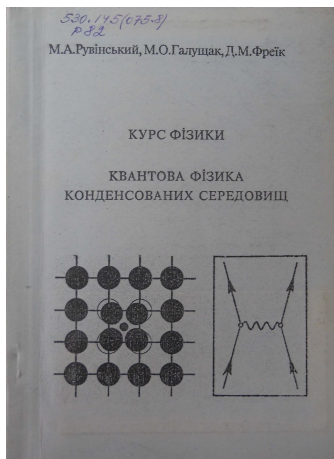 530.145(075.8)
Р82
М.А.Рувінський, М.О.Галущак, Д.М.Фреїк
КУРС ФІЗИКИ
КВАНТОВА ФІЗИКА
КОНДЕНСОВАНИХ СЕРЕДОВИЩ